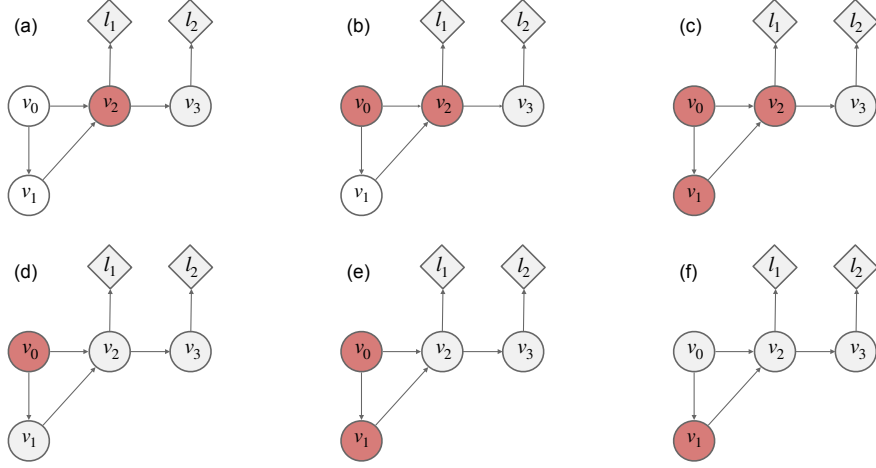 (a) l₁ l₂ (b) l₁ l₂ (c) l₁ l₂
v₀ v₂ v₃ v₀ v₂ v₃ v₀ v₂ v₃
v₁ v₁ v₁
(d) l₁ l₂ (e) l₁ l₂ (f) l₁ l₂
v₀ v₂ v₃ v₀ v₂ v₃ v₀ v₂ v₃
v₁ v₁ v₁